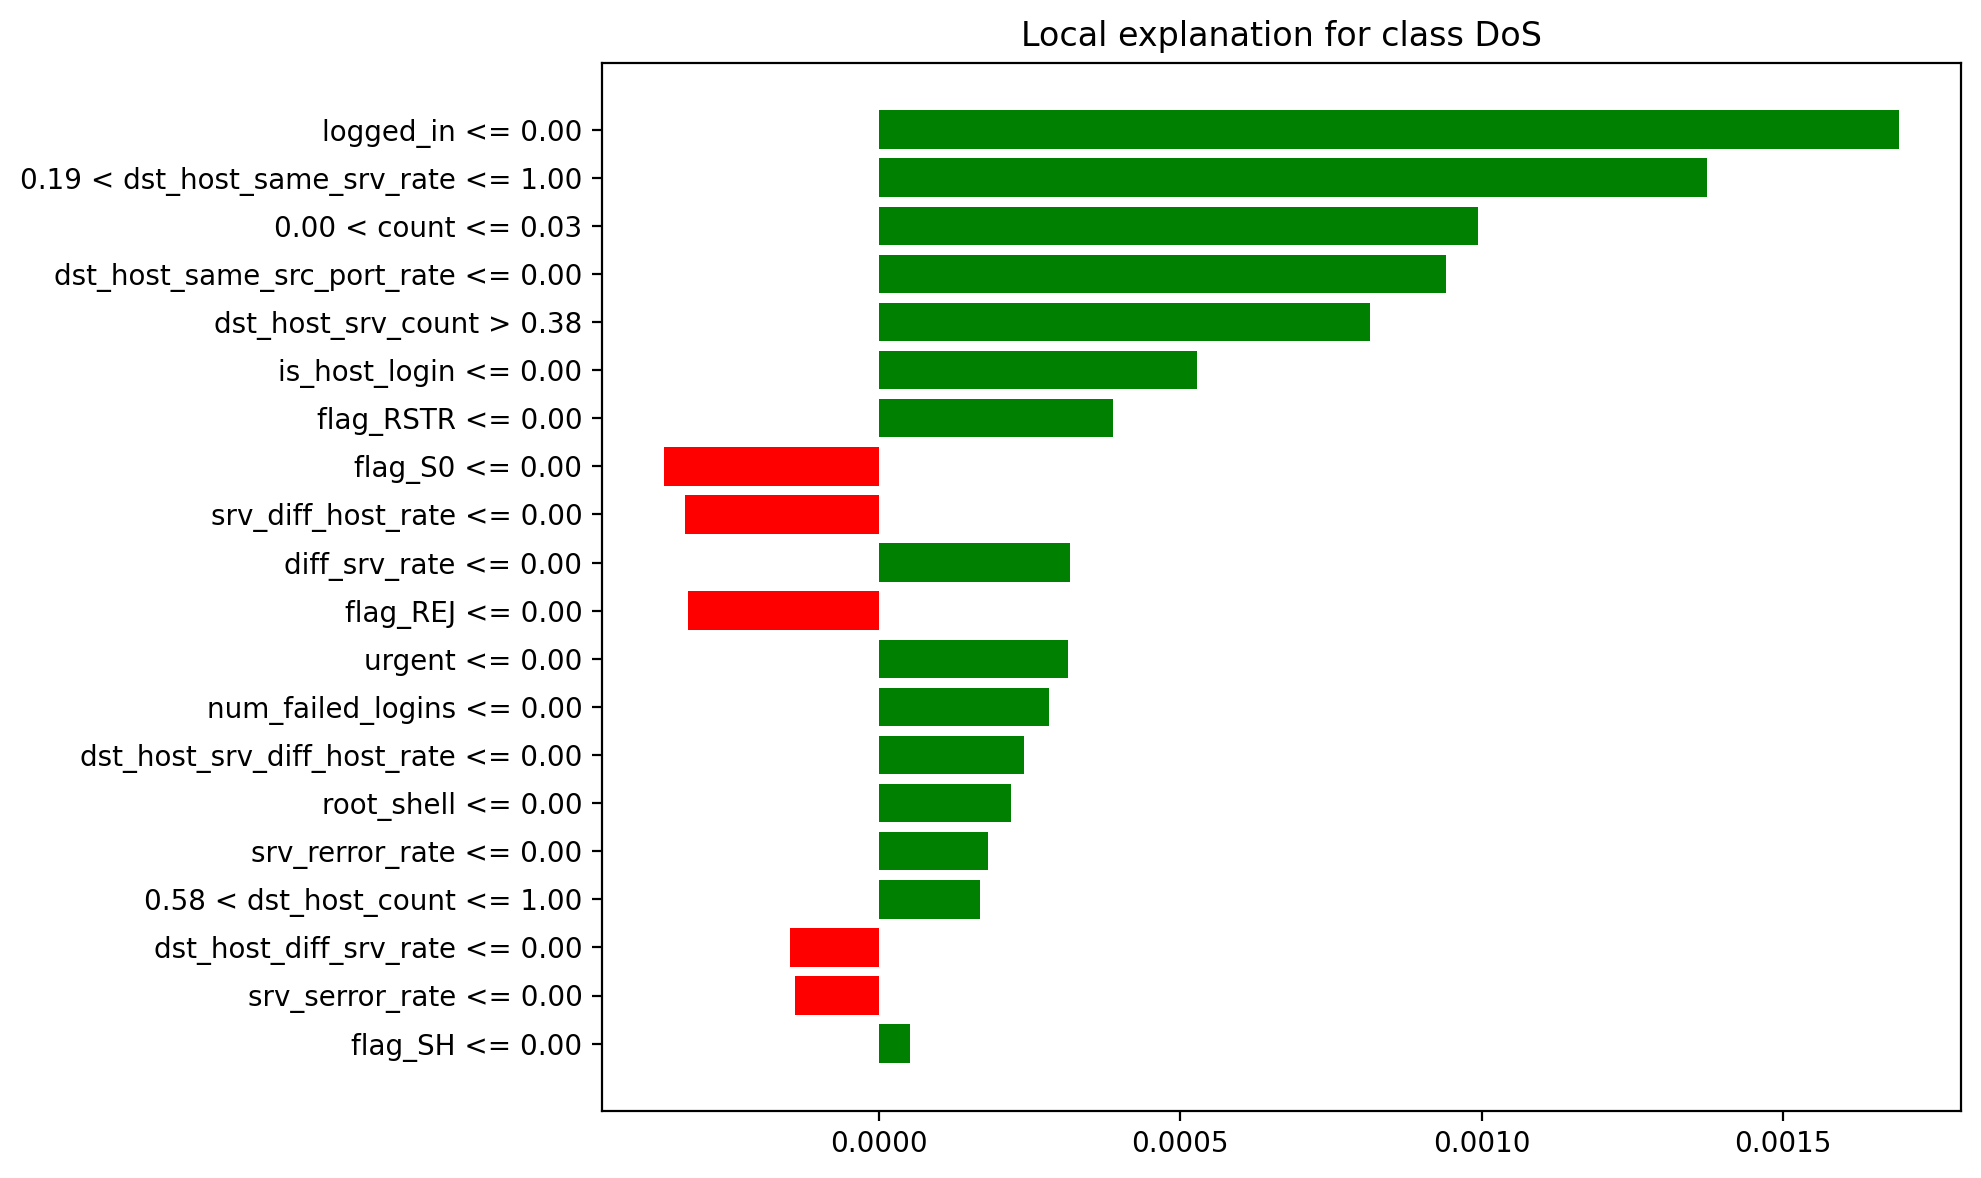 Local explanation for class DoS
logged_in <= 0.00
0.19 < dst_host_same_srv_rate <= 1.00
0.00 < count <= 0.03
dst_host_same_src_port_rate <= 0.00
dst_host_srv_count > 0.38
is_host_login <= 0.00
flag_RSTR <= 0.00
flag_S0 <= 0.00
srv_diff_host_rate <= 0.00
diff_srv_rate <= 0.00
flag_REJ <= 0.00
urgent <= 0.00
num_failed_logins <= 0.00
dst_host_srv_diff_host_rate <= 0.00
root_shell <= 0.00
srv_rerror_rate <= 0.00
0.58 < dst_host_count <= 1.00
dst_host_diff_srv_rate <= 0.00
srv_serror_rate <= 0.00
flag_SH <= 0.00
0.0000 0.0005 0.0010 0.0015